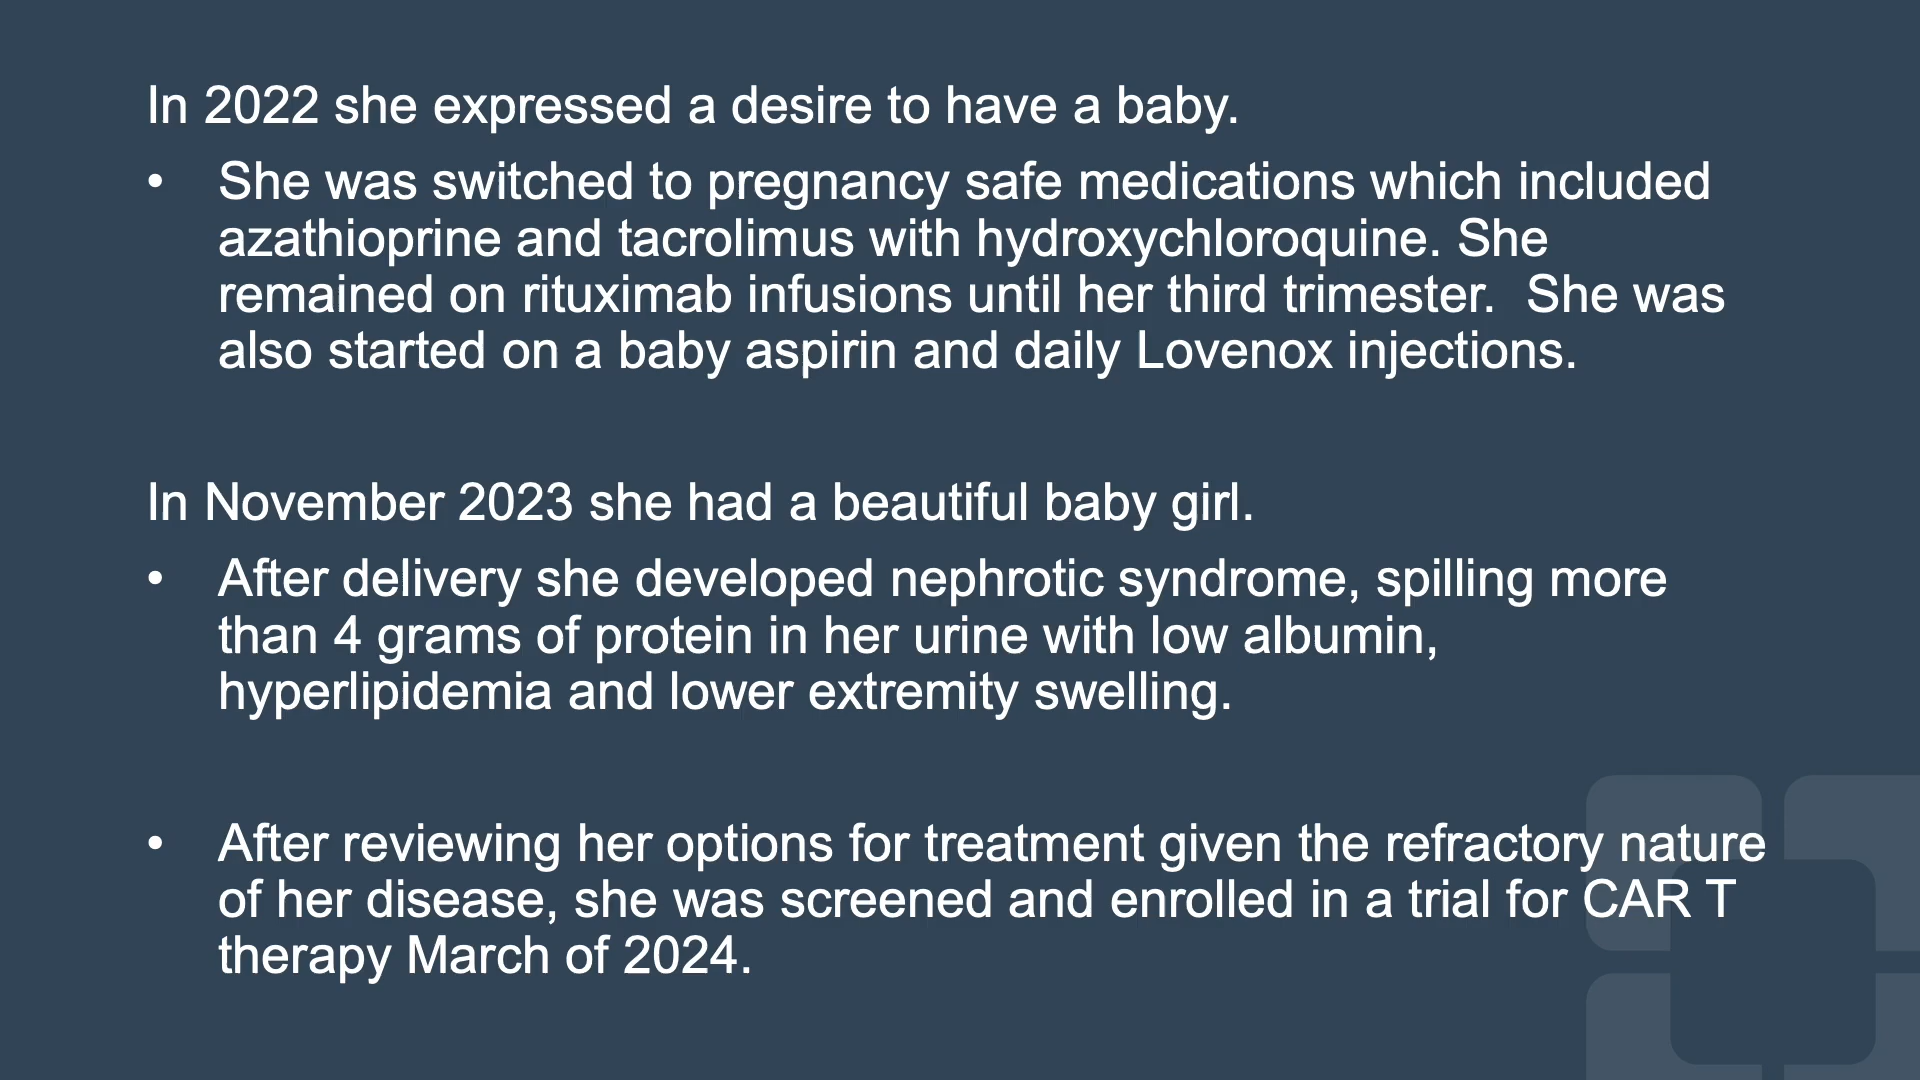 In 2022 she expressed a desire to have a baby.
• She was switched to pregnancy safe medications which included
azathioprine and tacrolimus with hydroxychloroquine. She
remained on rituximab infusions until her third trimester.  She was
also started on a baby aspirin and daily Lovenox injections.
In November 2023 she had a beautiful baby girl.
• After delivery she developed nephrotic syndrome, spilling more
than 4 grams of protein in her urine with low albumin,
hyperlipidemia and lower extremity swelling.
• After reviewing her options for treatment given the refractory nature
of her disease, she was screened and enrolled in a trial for CAR T
therapy March of 2024.